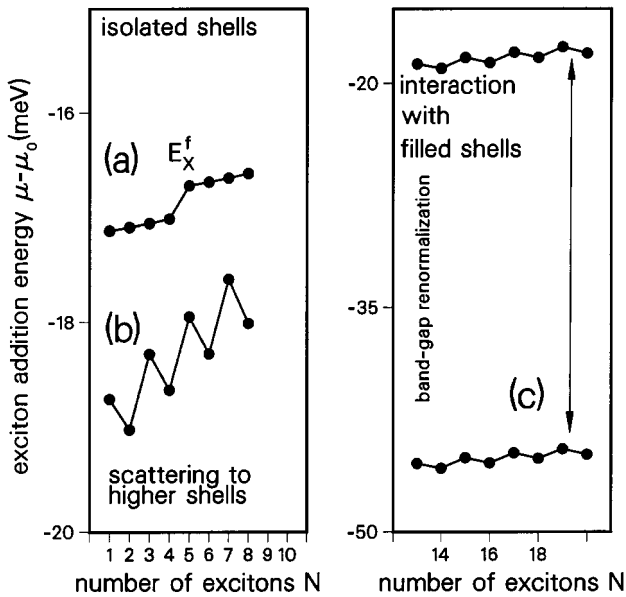 exciton addition energy μ-μ₀(meV)
-16
-18
-20
isolated shells
(a)
E_X^f
(b)
scattering to
higher shells
1 2 3 4 5 6 7 8 9 10
number of excitons N
-20
-35
-50
interaction
with
filled shells
band-gap renormalization
(c)
14 16 18
number of excitons N